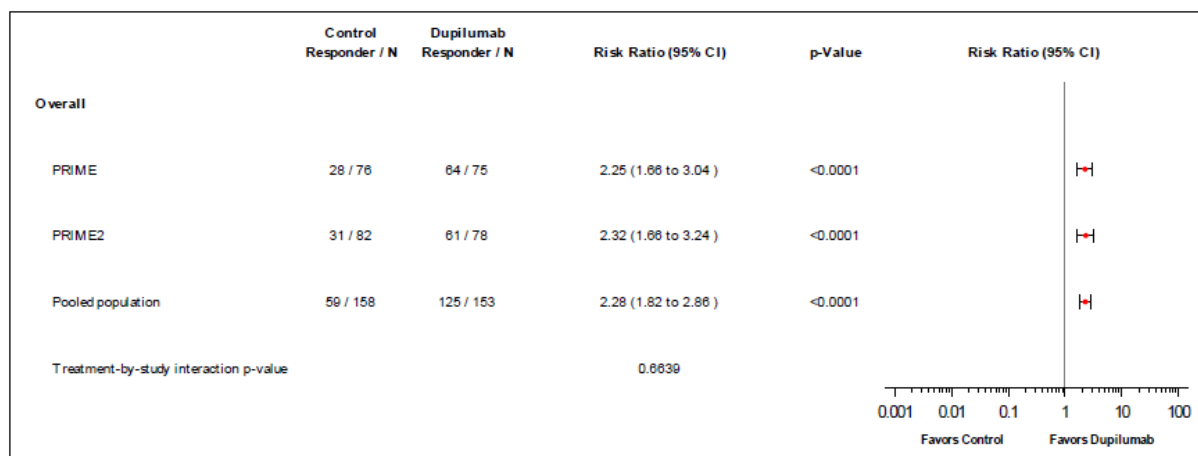 Control Dupilumab
Responder / N Responder / N Risk Ratio (95% CI) p-Value Risk Ratio (95% CI)
Overall
PRIME 28 / 76 64 / 75 2.25 (1.66 to 3.04 ) <0.0001
PRIME2 31 / 82 61 / 78 2.32 (1.66 to 3.24 ) <0.0001
Pooled population 59 / 158 125 / 153 2.28 (1.82 to 2.86 ) <0.0001
Treatment-by-study interaction p-value 0.6639
0.001 0.01 0.1 1 10 100
Favors Control Favors Dupilumab